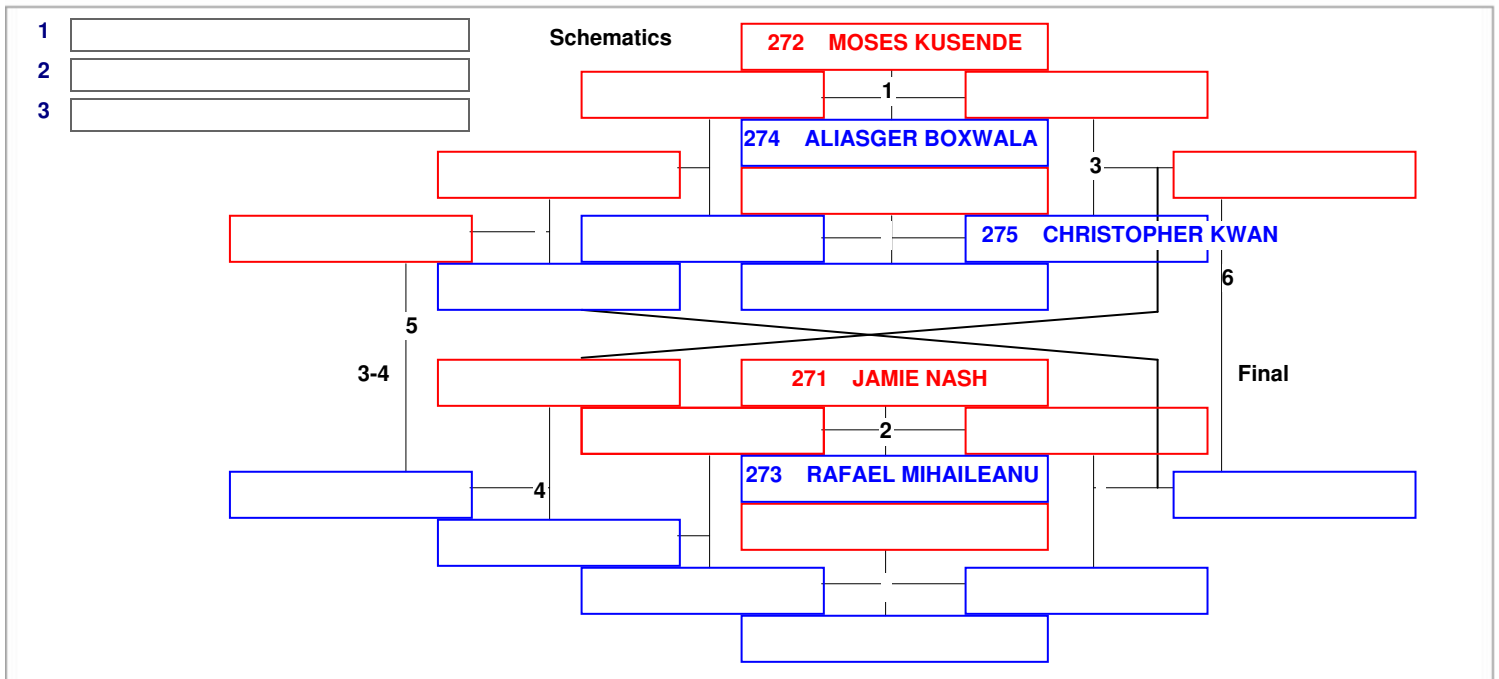 1
Schematics
272 MOSES KUSENDE
2
1
3
274 ALIASGER BOXWALA
3
275 CHRISTOPHER KWAN
6
5
3-4
271 JAMIE NASH
Final
2
273 RAFAEL MIHAILEANU
4